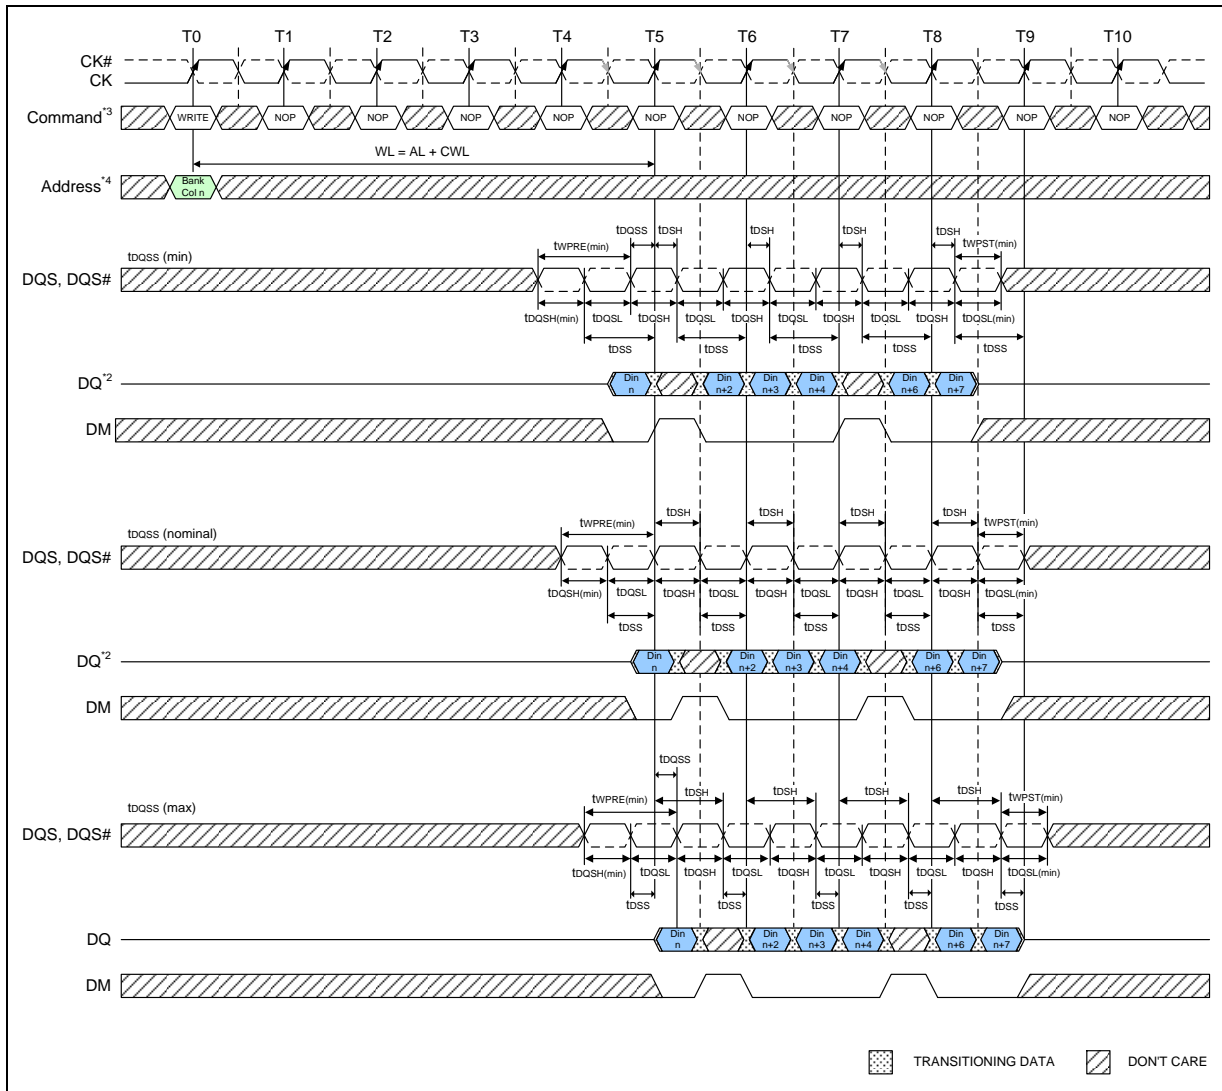 T0 T1 T2 T3 T4 T5 T6 T7 T8 T9 T10
CK#
CK
Command*3 WRITE NOP NOP NOP NOP NOP NOP NOP NOP NOP NOP
WL = AL + CWL
Address*4 Bank Col n
tDQSS tDSH tDSH tDSH tDSH
tDQSS (min) tWPRE(min) tWPST(min)
DQS, DQS#
tDQSH(min) tDQSL tDQSH tDQSL tDQSH tDQSL tDQSH tDQSL tDQSH tDQSL(min)
tDSS tDSS tDSS tDSS tDSS
DQ*2 Din n Din n+2 Din n+3 Din n+4 Din n+6 Din n+7
DM
tDQSS (nominal) tWPRE(min) tDSH tDSH tDSH tDSH tWPST(min)
DQS, DQS#
tDQSH(min) tDQSL tDQSH tDQSL tDQSH tDQSL tDQSH tDQSL tDQSH tDQSL(min)
tDSS tDSS tDSS tDSS tDSS
DQ*2 Din n Din n+2 Din n+3 Din n+4 Din n+6 Din n+7
DM
tDQSS
tDQSS (max) tWPRE(min) tDSH tDSH tDSH tDSH tWPST(min)
DQS, DQS#
tDQSH(min) tDQSL tDQSH tDQSL tDQSH tDQSL tDQSH tDQSL tDQSH tDQSL(min)
tDSS tDSS tDSS tDSS tDSS
DQ Din n Din n+2 Din n+3 Din n+4 Din n+6 Din n+7
DM
TRANSITIONING DATA DON'T CARE